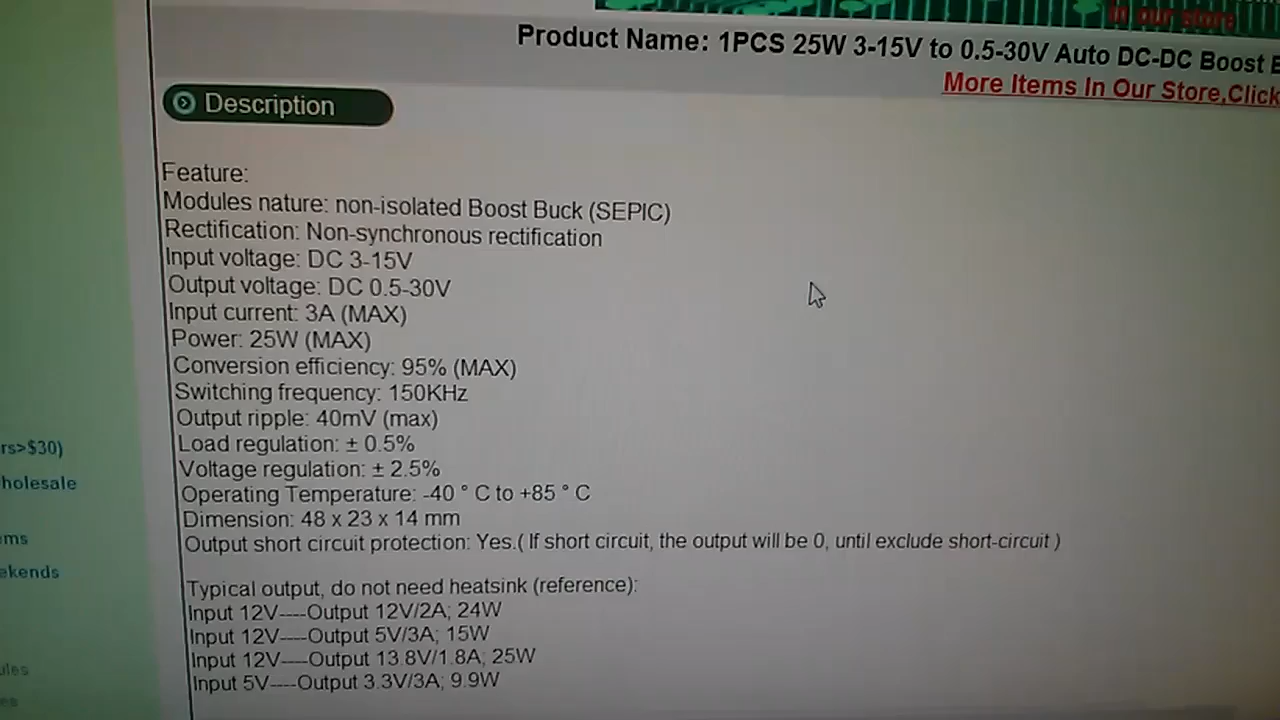 in our store
Product Name: 1PCS 25W 3-15V to 0.5-30V Auto DC-DC Boost
More Items In Our Store,Click
Description
Feature:
Modules nature: non-isolated Boost Buck (SEPIC)
Rectification: Non-synchronous rectification
Input voltage: DC 3-15V
Output voltage: DC 0.5-30V
Input current: 3A (MAX)
Power: 25W (MAX)
Conversion efficiency: 95% (MAX)
Switching frequency: 150KHz
Output ripple: 40mV (max)
Load regulation: ± 0.5%
Voltage regulation: ± 2.5%
Operating Temperature: -40 ° C to +85 ° C
Dimension: 48 x 23 x 14 mm
Output short circuit protection: Yes.( If short circuit, the output will be 0, until exclude short-circuit )
Typical output, do not need heatsink (reference):
Input 12V----Output 12V/2A; 24W
Input 12V----Output 5V/3A; 15W
Input 12V----Output 13.8V/1.8A; 25W
Input 5V----Output 3.3V/3A; 9.9W
rs>$30)
holesale
ems
ekends
ules